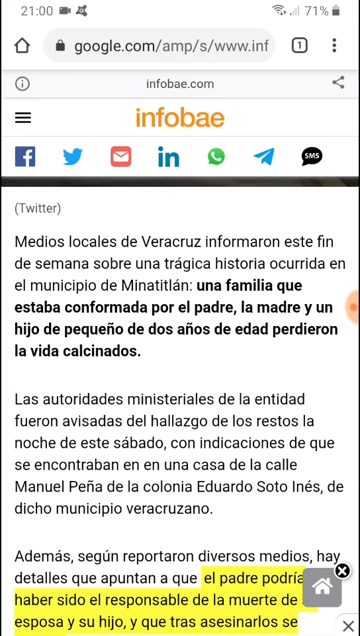 21:00
71%
google.com/amp/s/www.inf
1
infobae.com
infobae
SMS
(Twitter)
Medios locales de Veracruz informaron este fin
de semana sobre una trágica historia ocurrida en
el municipio de Minatitlán: una familia que
estaba conformada por el padre, la madre y un
hijo de pequeño de dos años de edad perdieron
la vida calcinados.
Las autoridades ministeriales de la entidad
fueron avisadas del hallazgo de los restos la
noche de este sábado, con indicaciones de que
se encontraban en en una casa de la calle
Manuel Peña de la colonia Eduardo Soto Inés, de
dicho municipio veracruzano.
Además, según reportaron diversos medios, hay
detalles que apuntan a que el padre podría
haber sido el responsable de la muerte de
esposa y su hijo, y que tras asesinarlos se